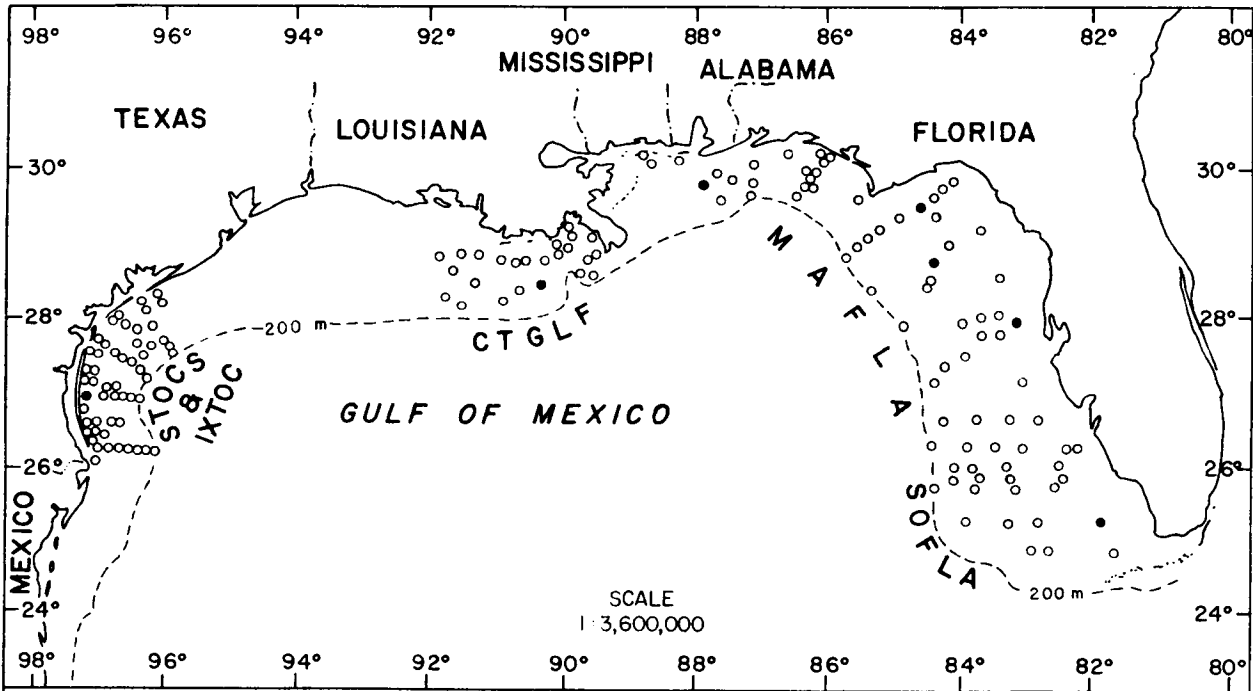 98° 96° 94° 92° 90° 88° 86° 84° 82° 80°
MISSISSIPPI ALABAMA
TEXAS LOUISIANA FLORIDA
30° 30°
MAFLA
28° 200 m 28°
CTGLF
STOCS
&
IXTOC
GULF OF MEXICO
26° 26°
SOFLA
MEXICO
200 m
SCALE
1:3,600,000
24° 24°
98° 96° 94° 92° 90° 88° 86° 84° 82° 80°